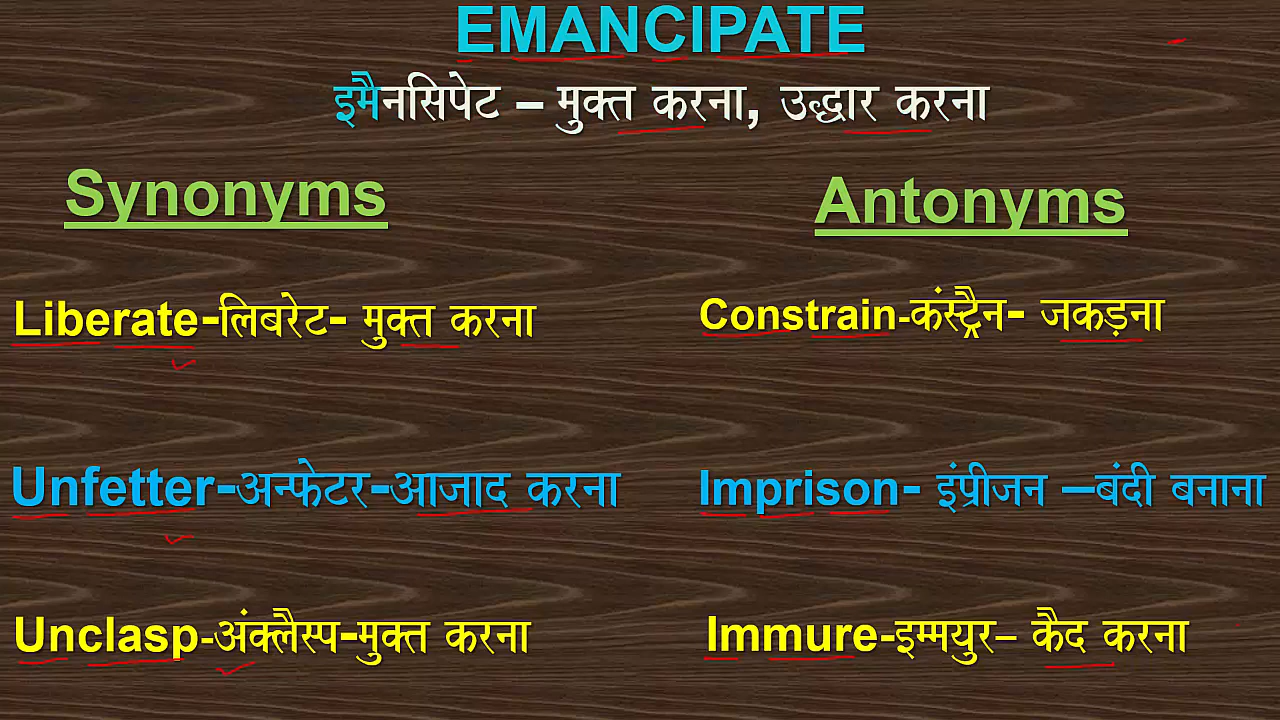 EMANCIPATE
इमैनसिपेट – मुक्त करना, उद्धार करना
Synonyms
Antonyms
Liberate-लिबरेट- मुक्त करना
Constrain-कंस्ट्रैन- जकड़ना
Unfetter-अन्फेटर-आजाद करना
Imprison- इंप्रीजन –बंदी बनाना
Unclasp-अंक्लैस्प-मुक्त करना
Immure-इम्मयुर– कैद करना